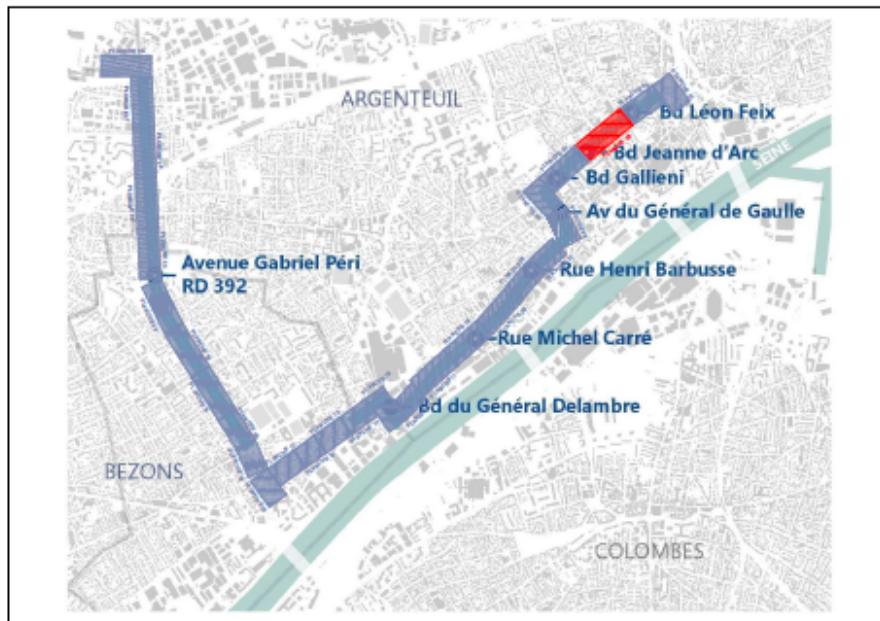 ARGENTEUIL
Bd Léon Feix
Bd Jeanne d'Arc
SEINE
Bd Gallieni
Av du Général de Gaulle
Avenue Gabriel Péri
RD 392
Rue Henri Barbusse
Rue Michel Carré
Bd du Général Delambre
BEZONS
COLOMBES